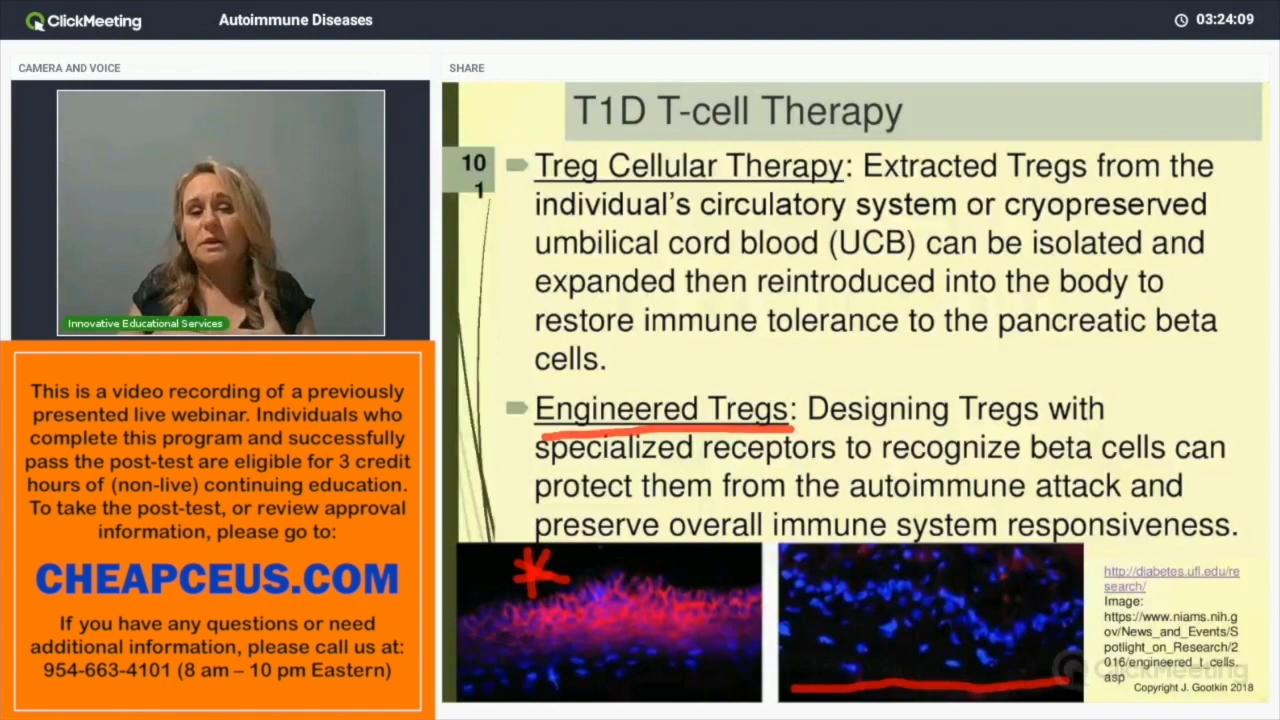 ClickMeeting
Autoimmune Diseases
03:24:09
CAMERA AND VOICE
SHARE
Innovative Educational Services
This is a video recording of a previously
presented live webinar. Individuals who
complete this program and successfully
pass the post-test are eligible for 3 credit
hours of (non-live) continuing education.
To take the post-test, or review approval
information, please go to:
CHEAPCEUS.COM
If you have any questions or need
additional information, please call us at:
954-663-4101 (8 am – 10 pm Eastern)
T1D T-cell Therapy
10
1
Treg Cellular Therapy: Extracted Tregs from the
individual's circulatory system or cryopreserved
umbilical cord blood (UCB) can be isolated and
expanded then reintroduced into the body to
restore immune tolerance to the pancreatic beta
cells.
Engineered Tregs: Designing Tregs with
specialized receptors to recognize beta cells can
protect them from the autoimmune attack and
preserve overall immune system responsiveness.
http://diabetes.ufl.edu/re
search/
Image:
https://www.niams.nih.g
ov/News_and_Events/S
potlight_on_Research/2
016/engineered_t_cells.
asp
ClickMeeting
Copyright J. Gootkin 2018